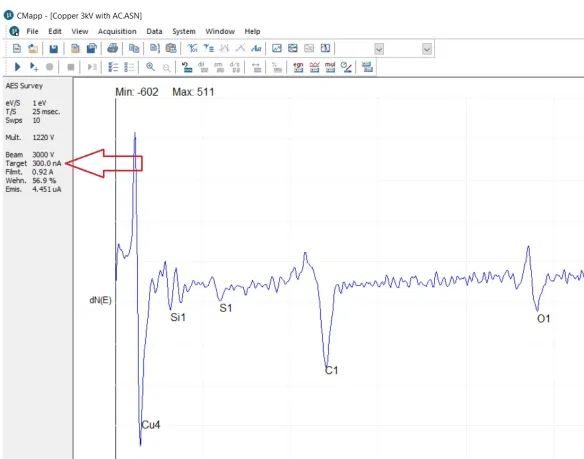 CMapp - [Copper 3kV with AC.ASN]
File Edit View Acquisition Data System Window Help
AES Survey
eV/S 1 eV
T/S 25 msec.
Swps 10
Mult. 1220 V
Beam 3000 V
Target 300.0 nA
Filmt. 0.92 A
Wehn. 56.9 %
Emis. 4.451 uA
Min: -602 Max: 511
dN(E)
Si1
S1
O1
C1
Cu4